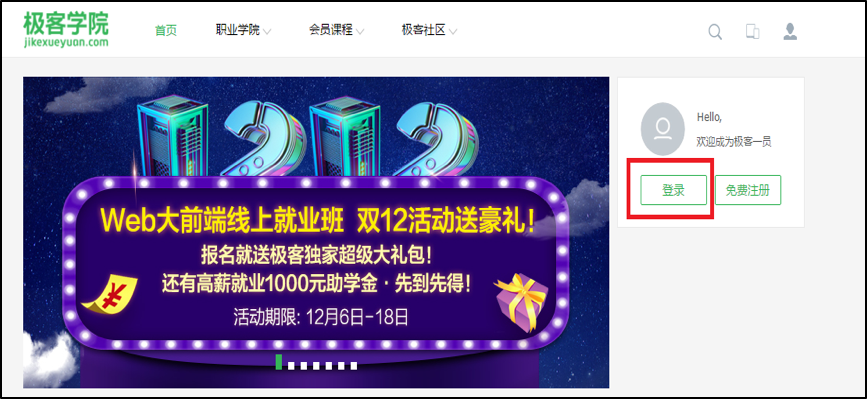 极客学院
jikexueyuan.com
首页 职业学院 会员课程 极客社区
1212
Web大前端线上就业班 双12活动送豪礼！
报名就送极客独家超级大礼包！
还有高薪就业1000元助学金·先到先得！
活动期限: 12月6日-18日
¥
Hello,
欢迎成为极客一员
登录 免费注册